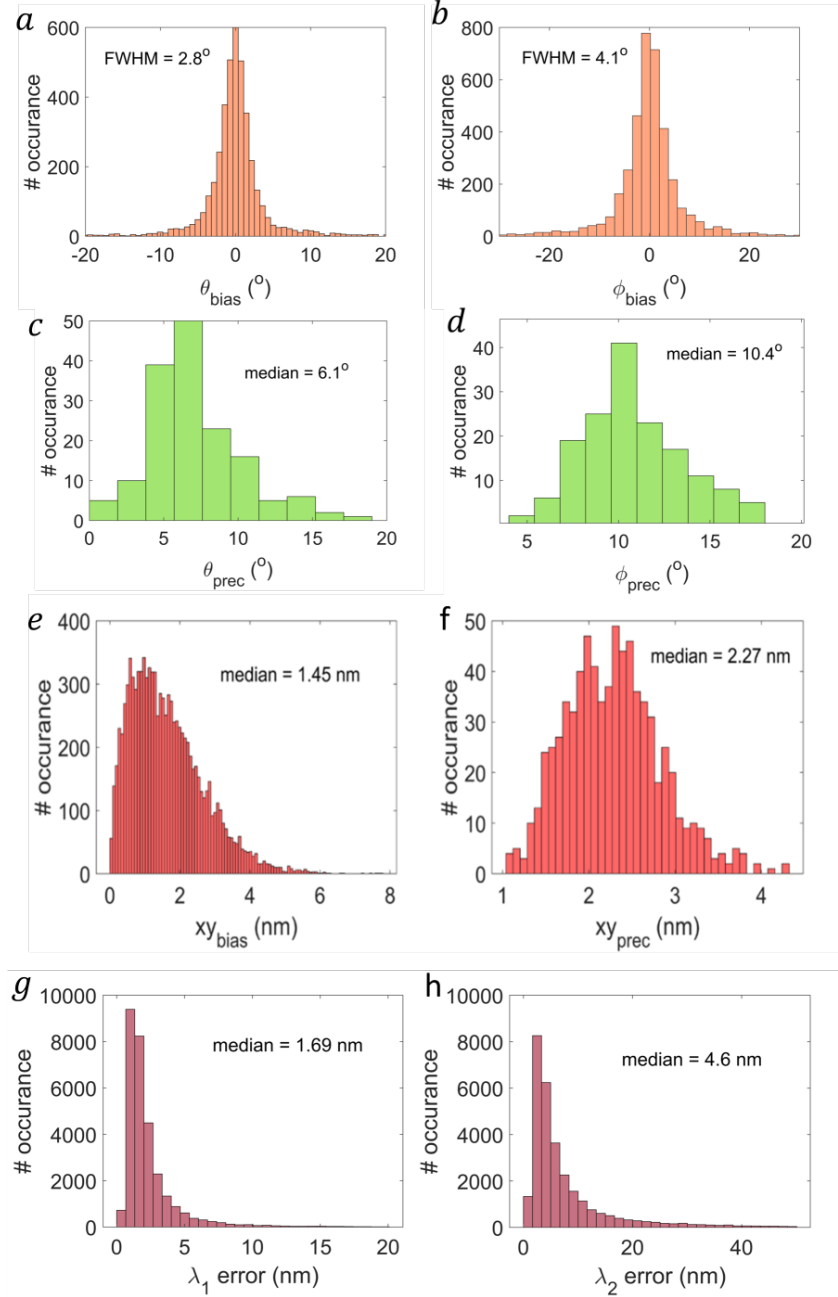 a
600
400
200
0
# occurance
FWHM = 2.8°
-20 -10 0 10 20
θbias (°)
b
800
600
400
200
0
# occurance
FWHM = 4.1°
-20 0 20
ϕbias (°)
c
50
40
30
20
10
0
# occurance
median = 6.1°
0 5 10 15 20
θprec (°)
d
40
30
20
10
0
# occurance
median = 10.4°
5 10 15 20
ϕprec (°)
e
400
300
200
100
0
# occurance
median = 1.45 nm
0 2 4 6 8
xybias (nm)
f
50
40
30
20
10
0
# occurance
median = 2.27 nm
1 2 3 4
xyprec (nm)
g
10000
8000
6000
4000
2000
0
# occurance
median = 1.69 nm
0 5 10 15 20
λ1 error (nm)
h
10000
8000
6000
4000
2000
0
# occurance
median = 4.6 nm
0 20 40
λ2 error (nm)